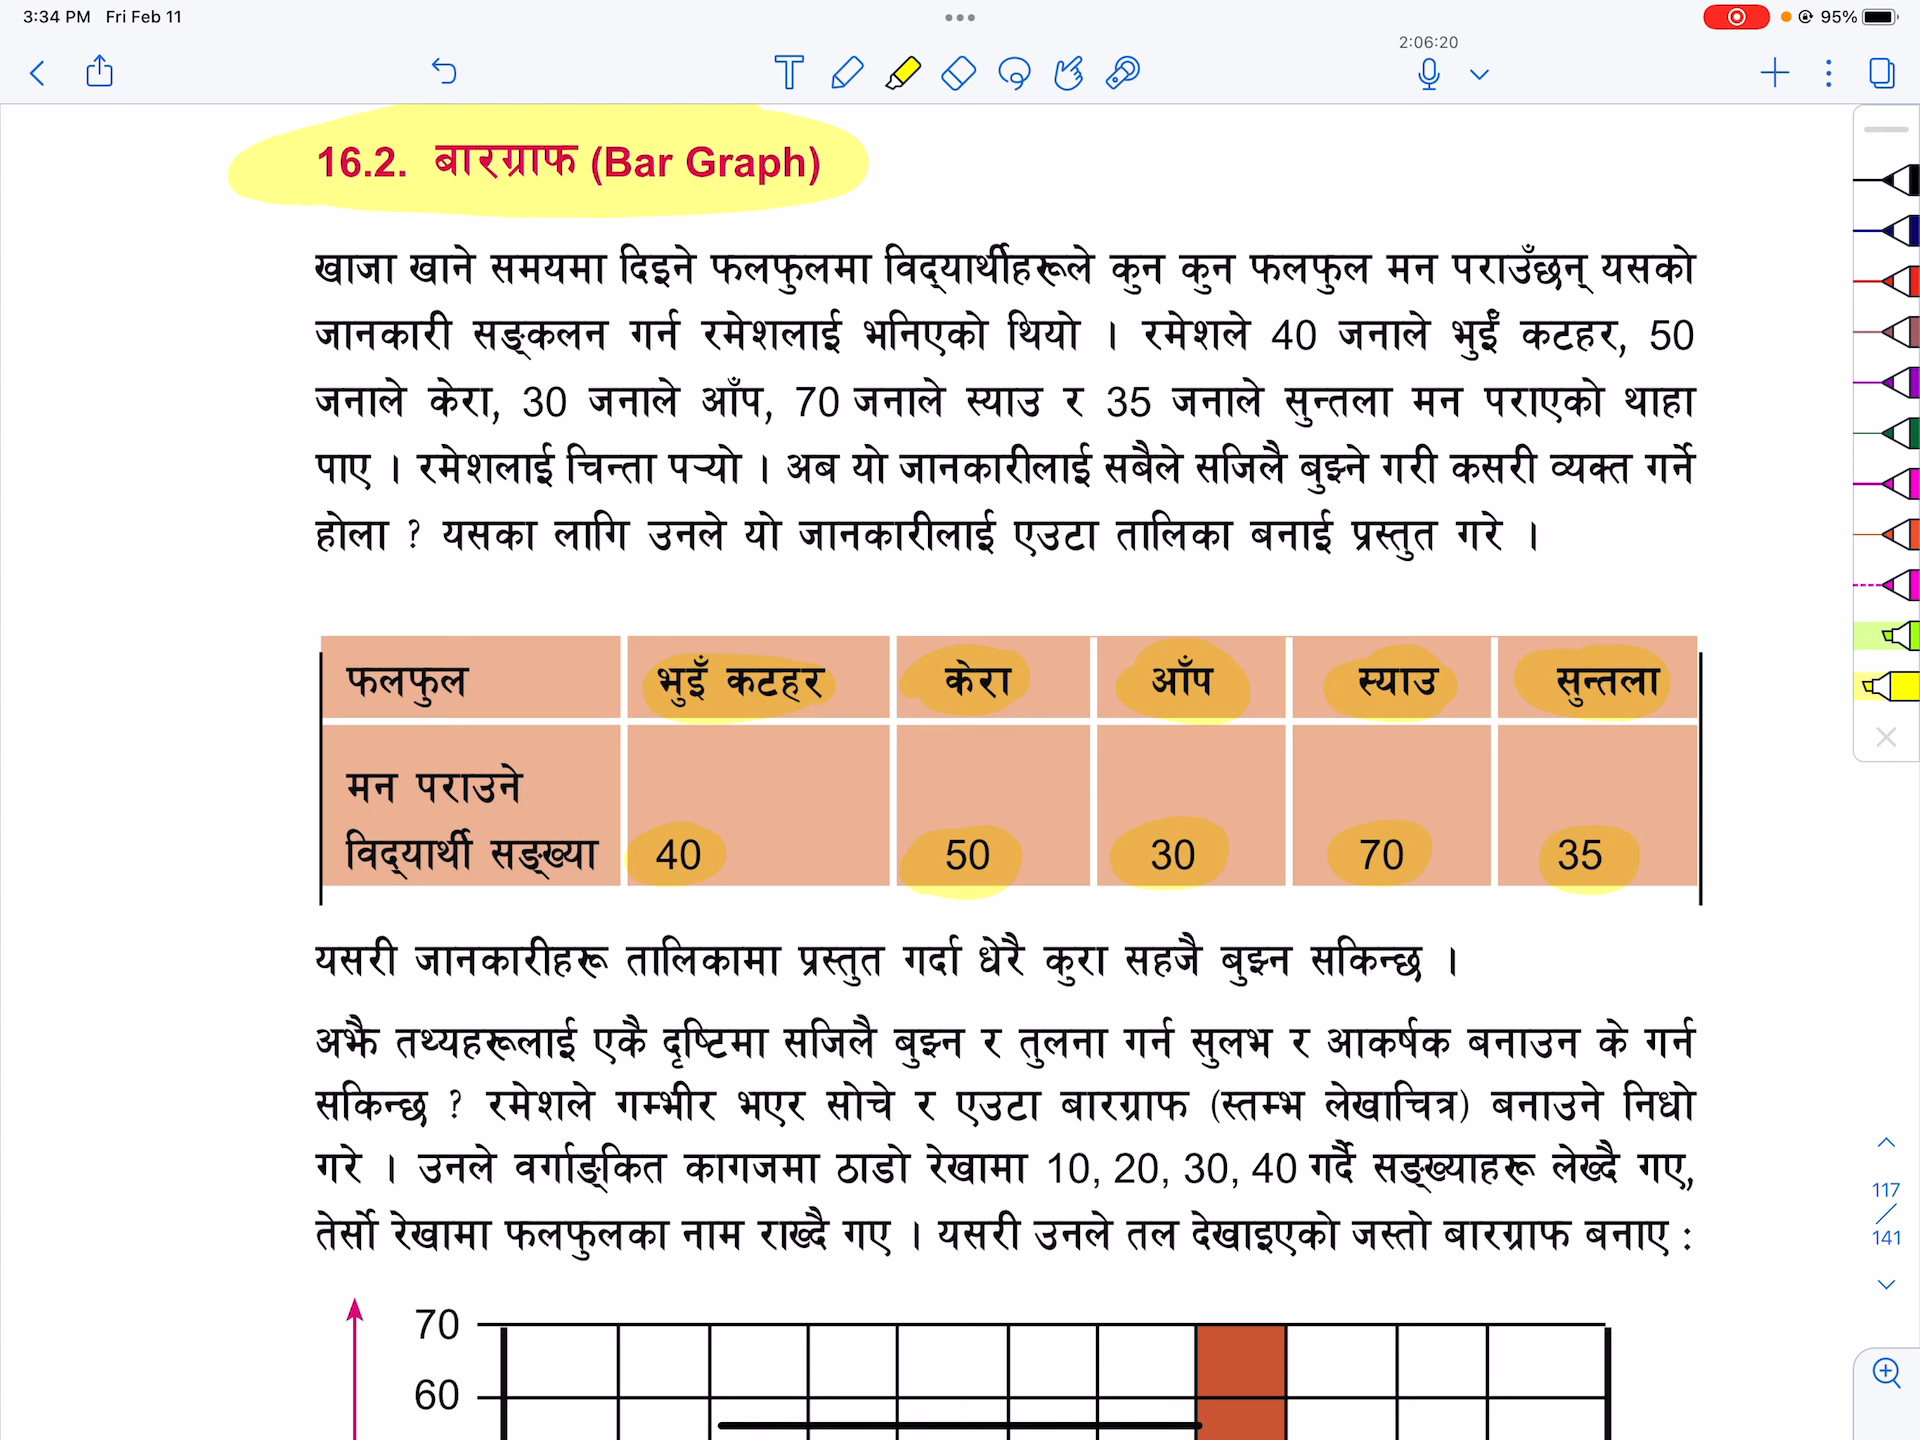 3:34 PM Fri Feb 11
95%
2:06:20
16.2. बारग्राफ (Bar Graph)
खाजा खाने समयमा दिइने फलफुलमा विद्यार्थीहरूले कुन कुन फलफुल मन पराउँछन् यसको
जानकारी सङ्कलन गर्न रमेशलाई भनिएको थियो । रमेशले 40 जनाले भुइँ कटहर, 50
जनाले केरा, 30 जनाले आँप, 70 जनाले स्याउ र 35 जनाले सुन्तला मन पराएको थाहा
पाए । रमेशलाई चिन्ता पऱ्यो । अब यो जानकारीलाई सबैले सजिलै बुझ्ने गरी कसरी व्यक्त गर्ने
होला ? यसका लागि उनले यो जानकारीलाई एउटा तालिका बनाई प्रस्तुत गरे ।
फलफुल भुइँ कटहर केरा आँप स्याउ सुन्तला
मन पराउने
विद्यार्थी सङ्ख्या 40 50 30 70 35
यसरी जानकारीहरू तालिकामा प्रस्तुत गर्दा धेरै कुरा सहजै बुझ्न सकिन्छ ।
अझै तथ्यहरूलाई एकै दृष्टिमा सजिलै बुझ्न र तुलना गर्न सुलभ र आकर्षक बनाउन के गर्न
सकिन्छ ? रमेशले गम्भीर भएर सोचे र एउटा बारग्राफ (स्तम्भ लेखाचित्र) बनाउने निधो
गरे । उनले वर्गाङ्कित कागजमा ठाडो रेखामा 10, 20, 30, 40 गर्दै सङ्ख्याहरू लेख्दै गए,
तेर्सो रेखामा फलफुलका नाम राख्दै गए । यसरी उनले तल देखाइएको जस्तो बारग्राफ बनाए :
117
/
141
70
60